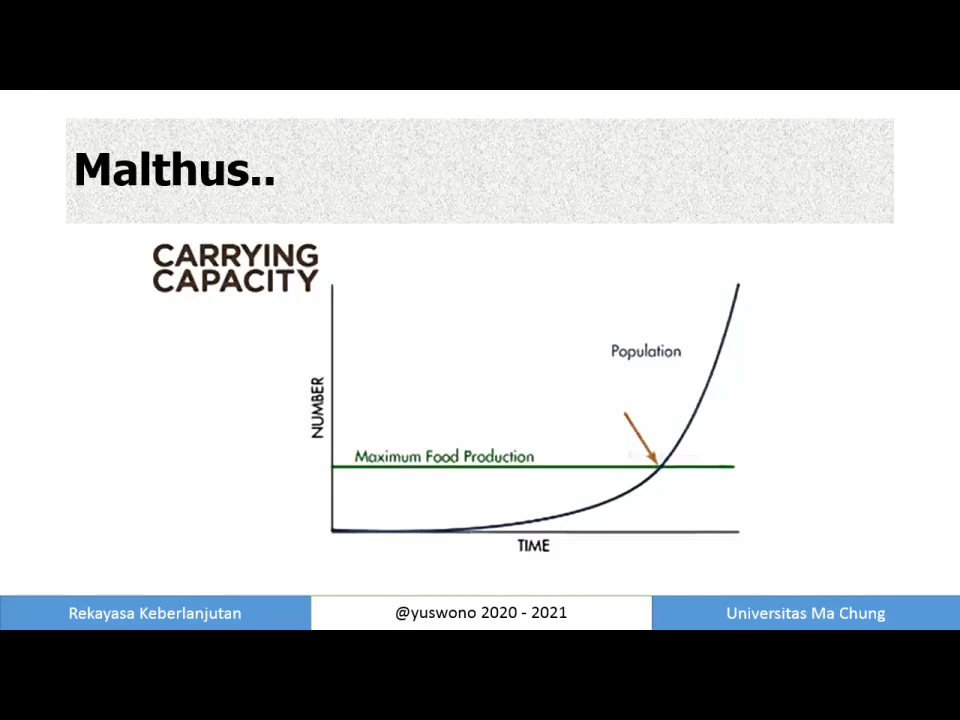 Malthus..
CARRYING
CAPACITY
Population
NUMBER
Maximum Food Production
TIME
Rekayasa Keberlanjutan
@yuswono 2020 - 2021
Universitas Ma Chung